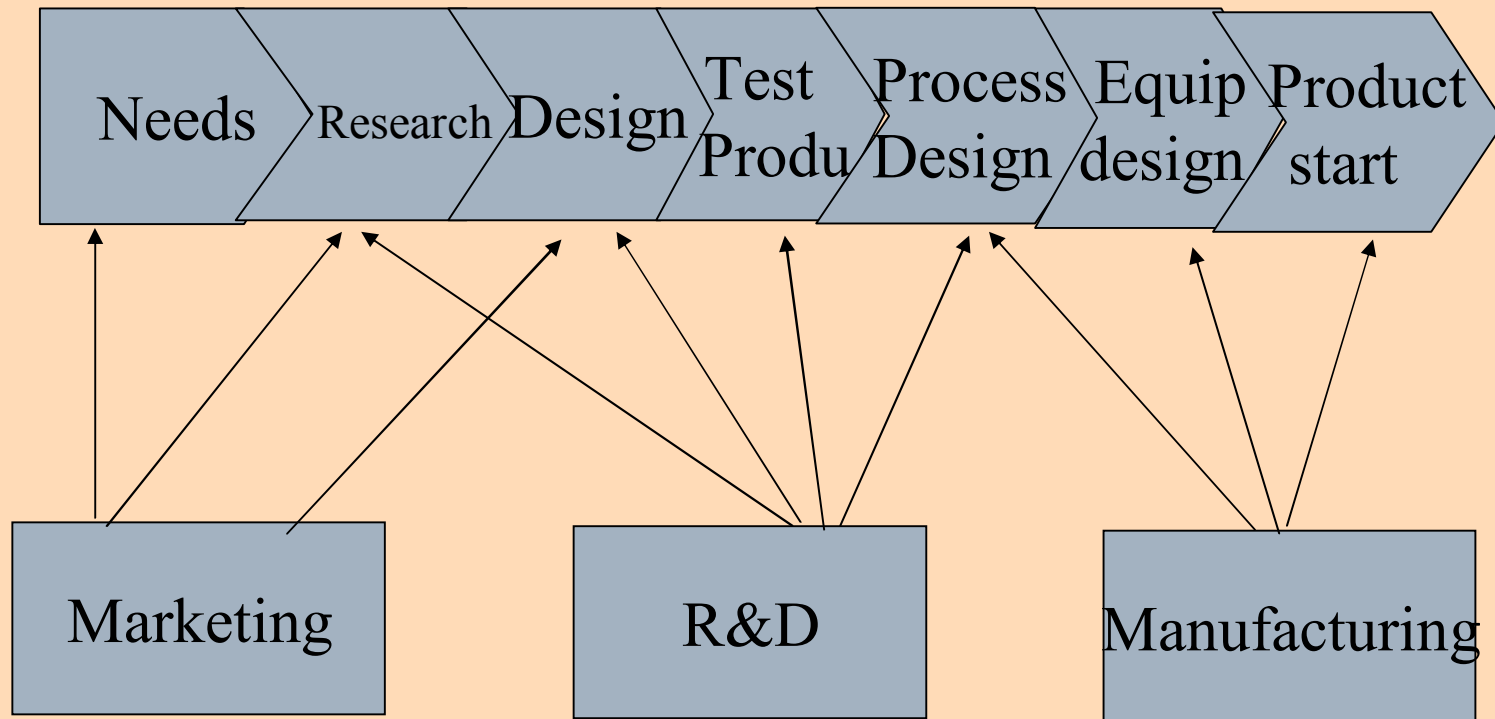 Needs
Research
Design
Test
Produ
Process
Design
Equip
design
Product
start
Marketing
R&D
Manufacturing